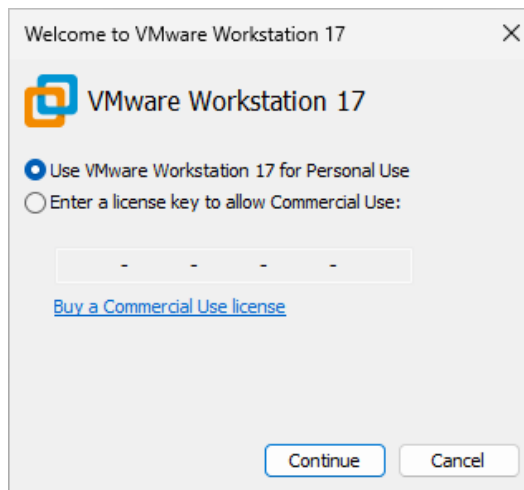 Welcome to VMware Workstation 17
VMware Workstation 17
Use VMware Workstation 17 for Personal Use
Enter a license key to allow Commercial Use:
- - - -
Buy a Commercial Use license
Continue Cancel